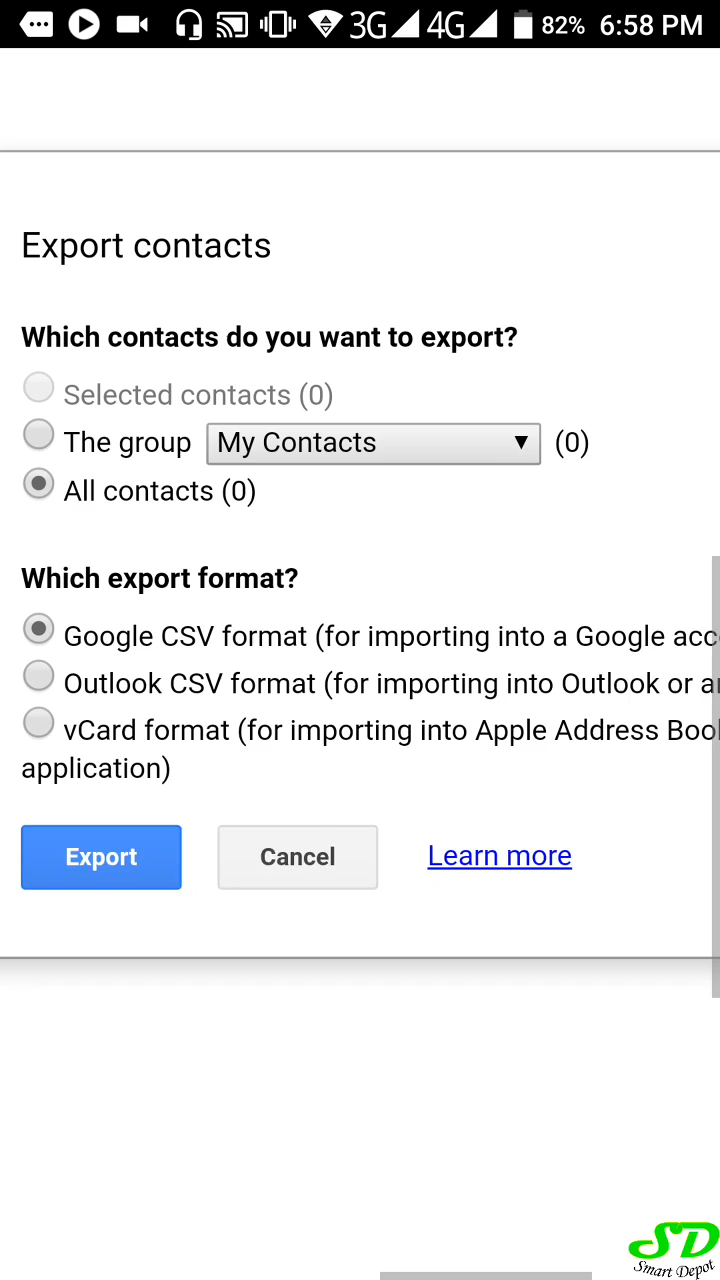 3G 4G 82% 6:58 PM
Export contacts
Which contacts do you want to export?
Selected contacts (0)
The group My Contacts ▼ (0)
All contacts (0)
Which export format?
Google CSV format (for importing into a Google acc
Outlook CSV format (for importing into Outlook or a
vCard format (for importing into Apple Address Boo
application)
Export Cancel Learn more
SD
Smart Depot